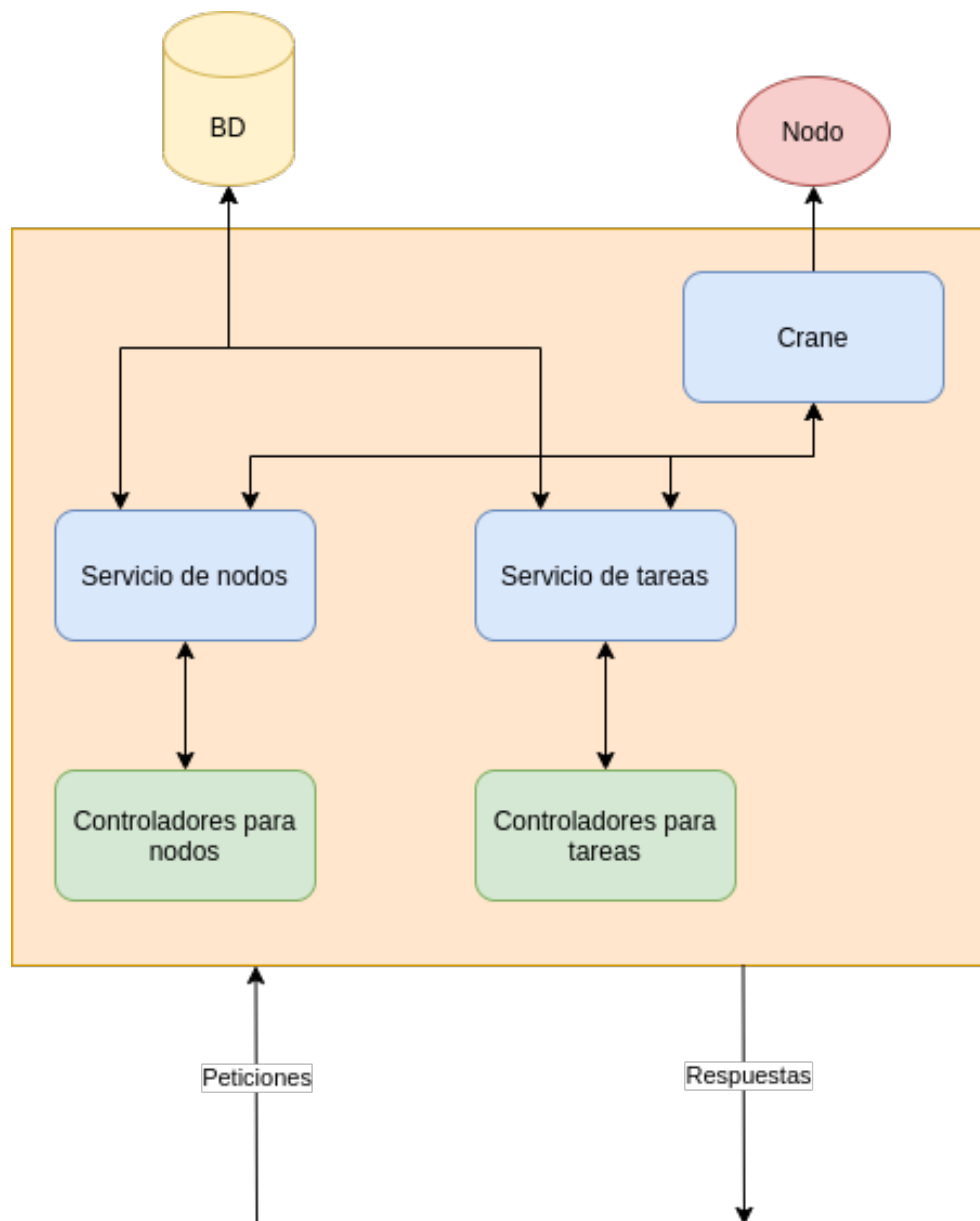 BD
Nodo
Crane
Servicio de nodos
Servicio de tareas
Controladores para
nodos
Controladores para
tareas
Peticiones
Respuestas